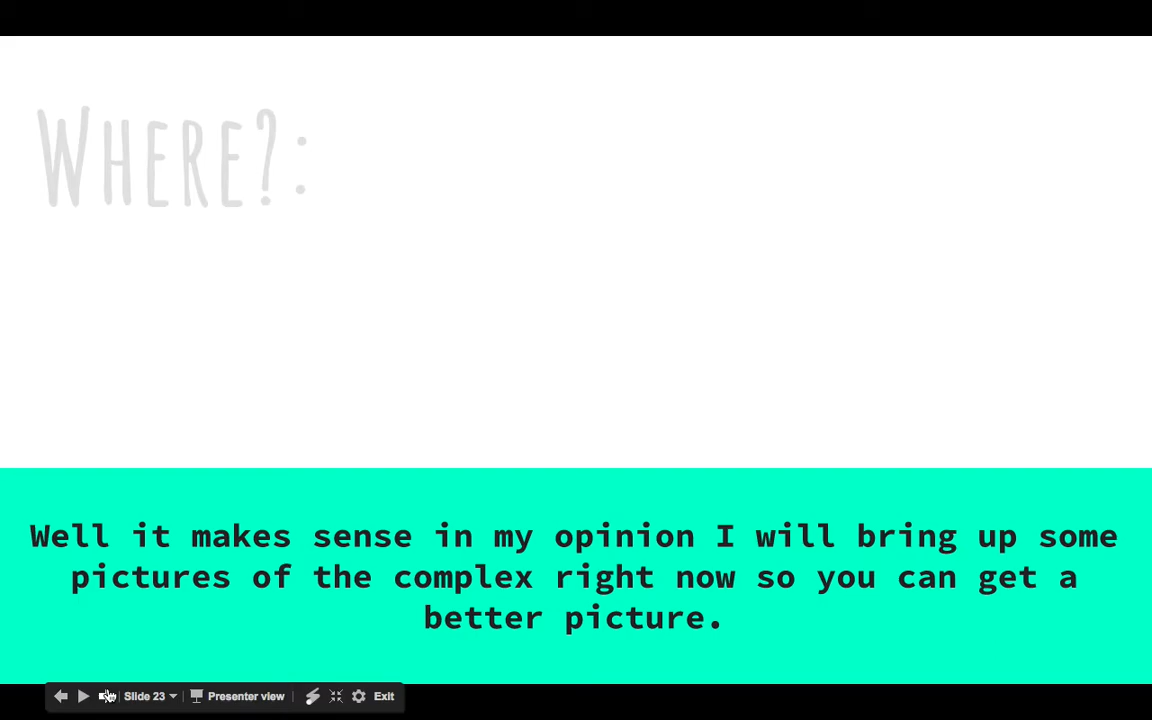 Where?:
Well it makes sense in my opinion I will bring up some
pictures of the complex right now so you can get a
better picture.
Slide 23 Presenter view Exit